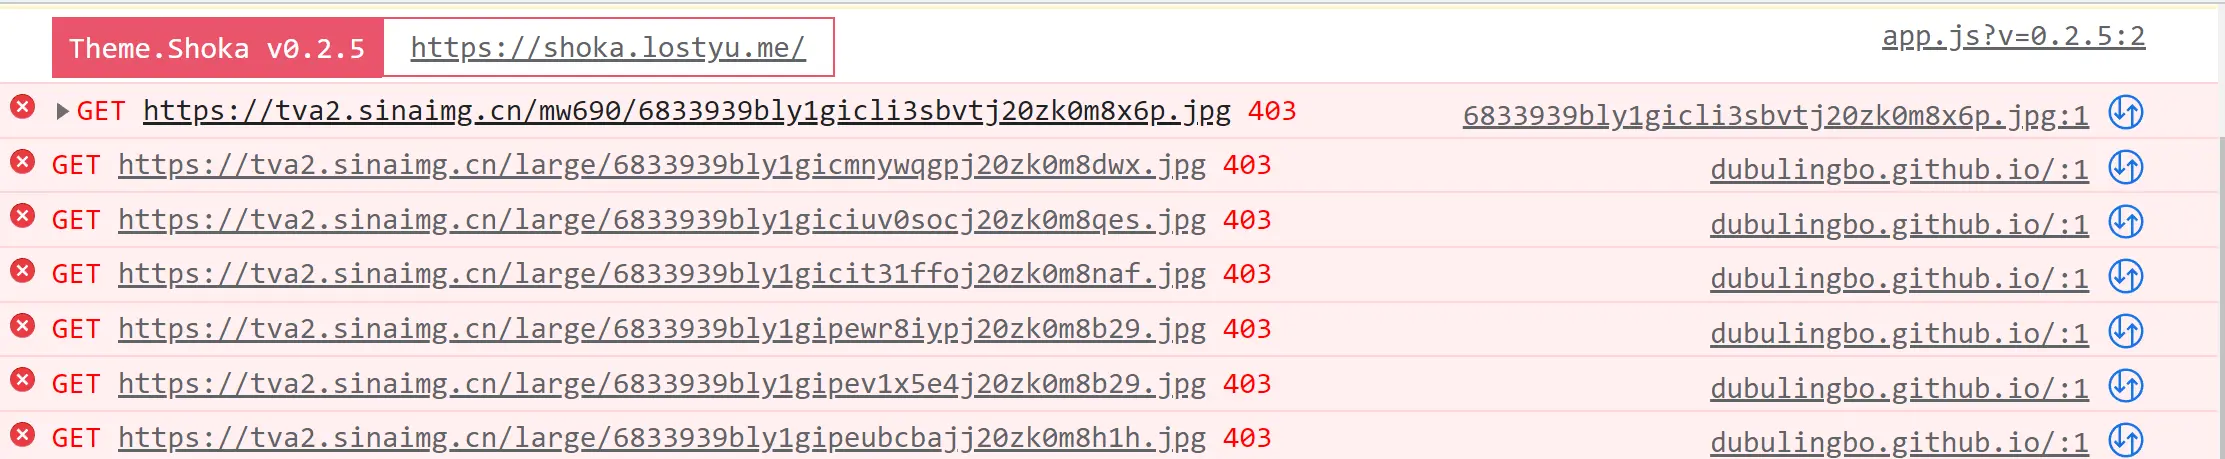 Theme.Shoka v0.2.5 https://shoka.lostyu.me/ app.js?v=0.2.5:2
GET https://tva2.sinaimg.cn/mw690/6833939bly1gicli3sbvtj20zk0m8x6p.jpg 403 6833939bly1gicli3sbvtj20zk0m8x6p.jpg:1
GET https://tva2.sinaimg.cn/large/6833939bly1gicmnywqgpj20zk0m8dwx.jpg 403 dubulingbo.github.io/:1
GET https://tva2.sinaimg.cn/large/6833939bly1giciuv0socj20zk0m8qes.jpg 403 dubulingbo.github.io/:1
GET https://tva2.sinaimg.cn/large/6833939bly1gicit31ffoj20zk0m8naf.jpg 403 dubulingbo.github.io/:1
GET https://tva2.sinaimg.cn/large/6833939bly1gipewr8iypj20zk0m8b29.jpg 403 dubulingbo.github.io/:1
GET https://tva2.sinaimg.cn/large/6833939bly1gipev1x5e4j20zk0m8b29.jpg 403 dubulingbo.github.io/:1
GET https://tva2.sinaimg.cn/large/6833939bly1gipeubcbajj20zk0m8h1h.jpg 403 dubulingbo.github.io/:1